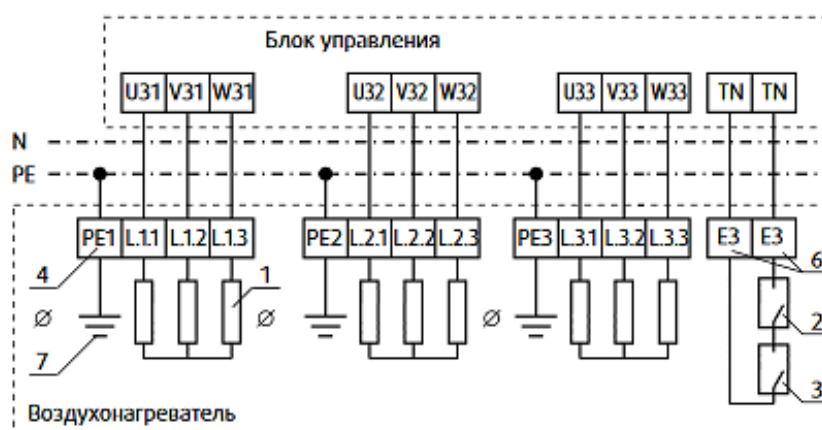 Блок управления
U31 V31 W31 U32 V32 W32 U33 V33 W33 TN TN
N
PE
PE1 L.1.1 L.1.2 L.1.3 PE2 L.2.1 L.2.2 L.2.3 PE3 L.3.1 L.3.2 L.3.3 E3 E3
4 1 6
Ø Ø Ø 2
7 3
Воздухонагреватель